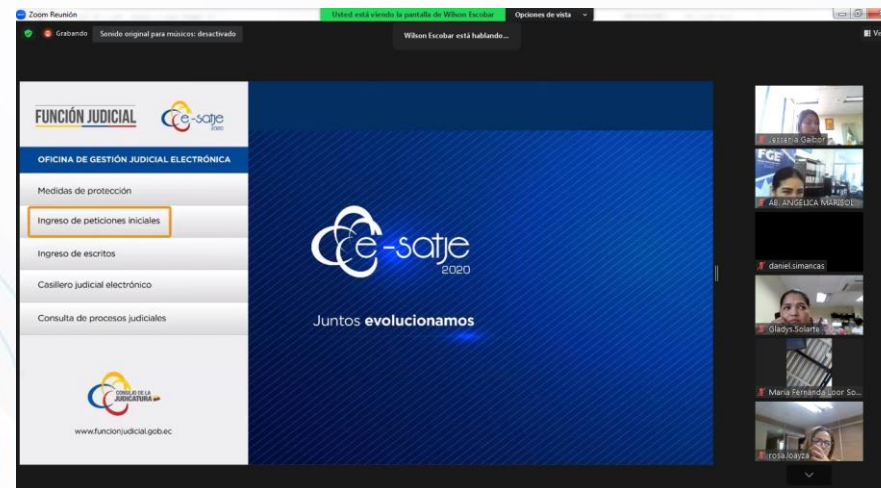 Zoom Reunión
Usted está viendo la pantalla de Wilson Escobar
Opciones de vista
Grabando
Sonido original para músicos: desactivado
Wilson Escobar está hablando...
FUNCIÓN JUDICIAL
e-satje
2020
OFICINA DE GESTIÓN JUDICIAL ELECTRÓNICA
Medidas de protección
Ingreso de peticiones iniciales
Ingreso de escritos
Casillero judicial electrónico
Consulta de procesos judiciales
CONSEJO DE LA
JUDICATURA
www.funcionjudicial.gob.ec
e-satje
2020
Juntos evolucionamos
Jessenia Gaibor
FGE
AB. ANGELICA MARISOL
daniel.simancas
Gladys.Solarte
Maria Fernanda Loor So...
rosa.loayza